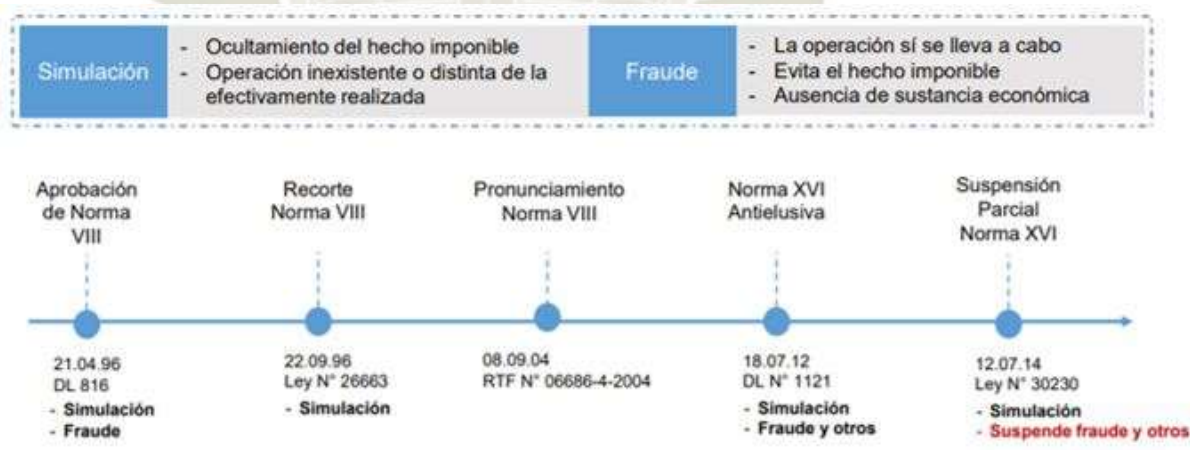 Simulación
- Ocultamiento del hecho imponible
- Operación inexistente o distinta de la
efectivamente realizada
Fraude
- La operación sí se lleva a cabo
- Evita el hecho imponible
- Ausencia de sustancia económica
Aprobación
de Norma
VIII
21.04.96
DL 816
- Simulación
- Fraude
Recorte
Norma VIII
22.09.96
Ley N° 26663
- Simulación
Pronunciamiento
Norma VIII
08.09.04
RTF N° 06686-4-2004
Norma XVI
Antielusiva
18.07.12
DL N° 1121
- Simulación
- Fraude y otros
Suspensión
Parcial
Norma XVI
12.07.14
Ley N° 30230
- Simulación
- Suspende fraude y otros